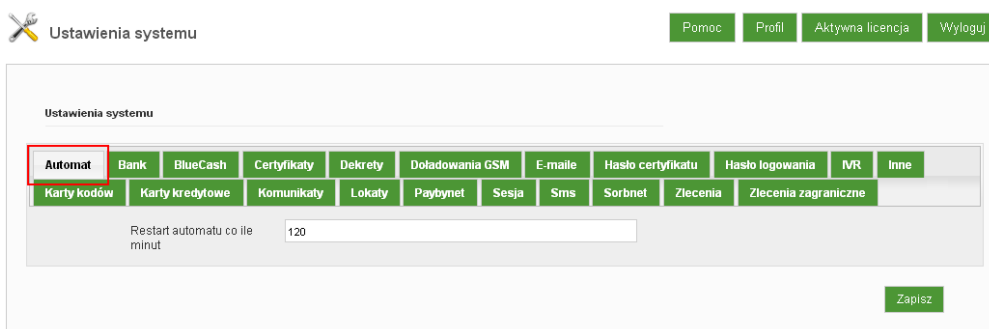 Ustawienia systemu
Pomoc Profil Aktywna licencja Wyloguj
Ustawienia systemu
Automat Bank BlueCash Certyfikaty Dekrety Doładowania GSM E-maile Hasło certyfikatu Hasło logowania IVR Inne
Karty kodów Karty kredytowe Komunikaty Lokaty Paybynet Sesja Sms Sorbnet Zlecenia Zlecenia zagraniczne
Restart automatu co ile
minut
120
Zapisz